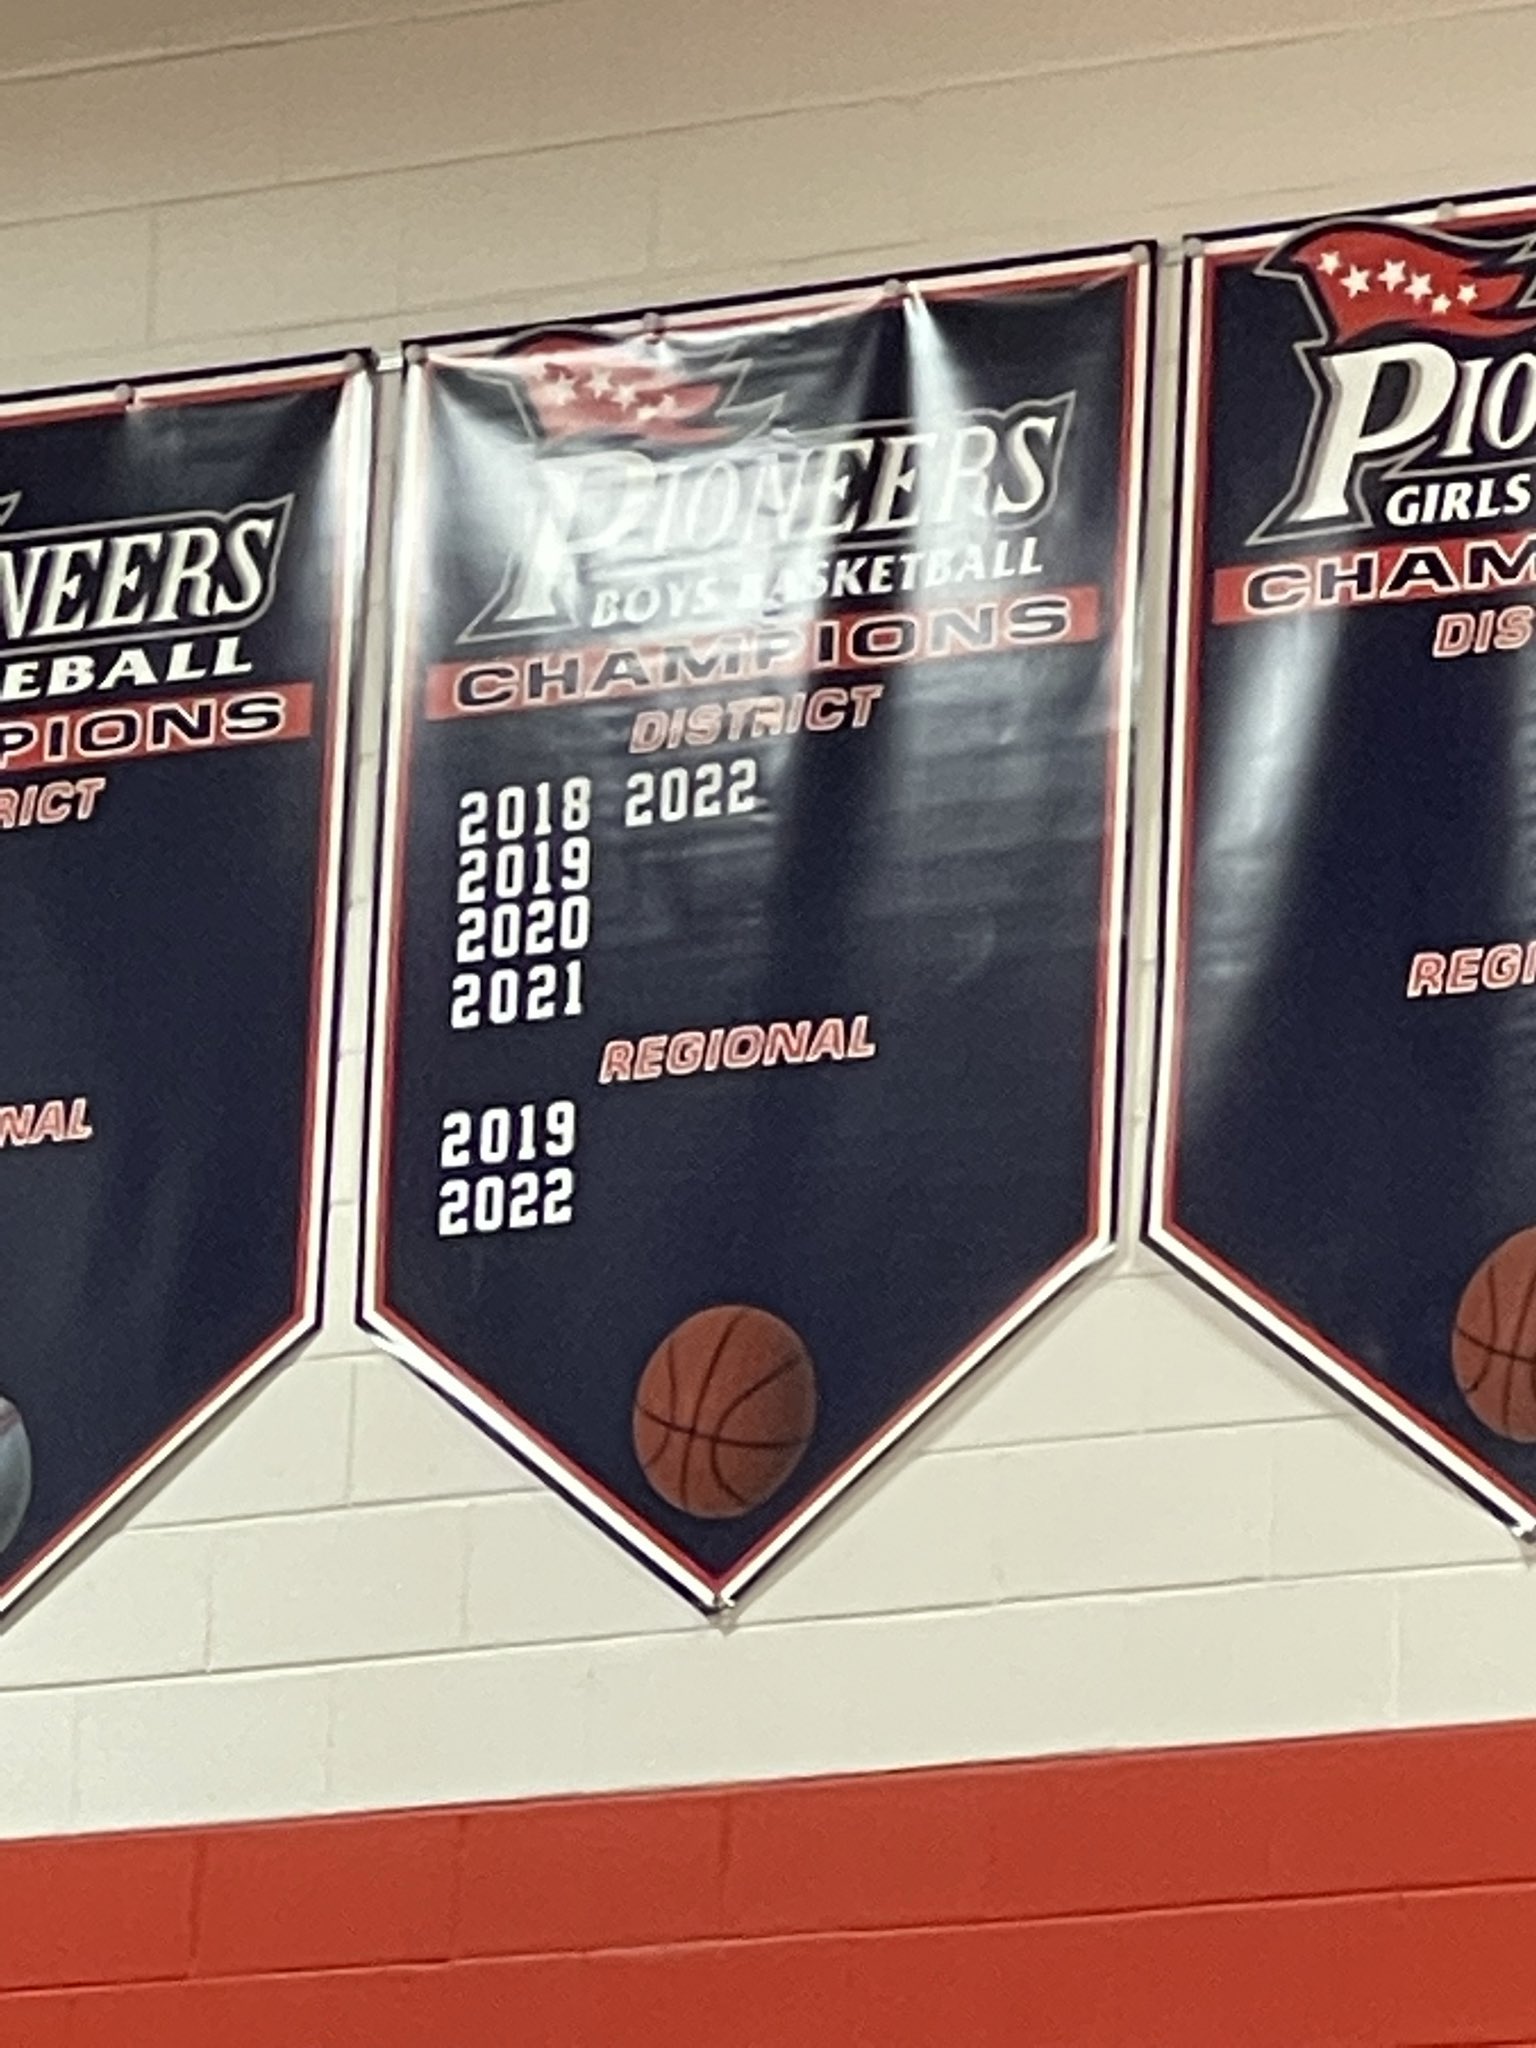 NEERS
EBALL
PIONS
RICT
NAL
PIONEERS
BOYS BASKETBALL
CHAMPIONS
DISTRICT
2018 2022
2019
2020
2021
REGIONAL
2019
2022
PIO
GIRLS
CHAM
DIS
REGI